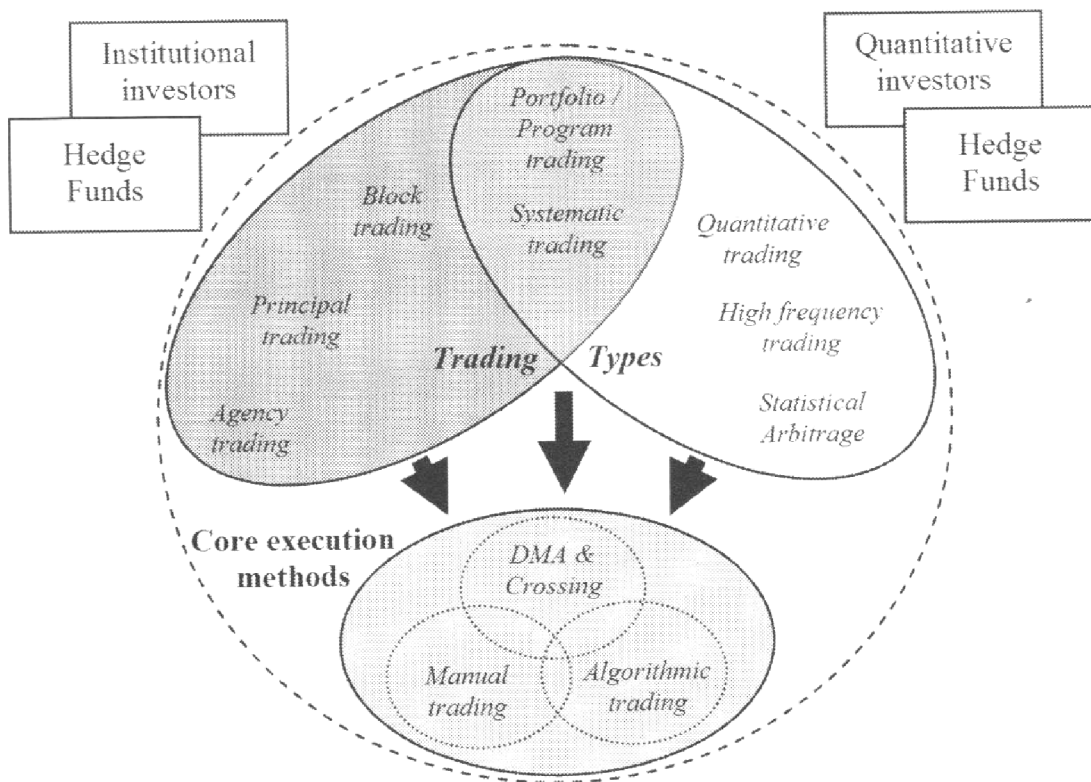 Institutional
investors
Hedge
Funds
Quantitative
investors
Hedge
Funds
Portfolio /
Program
trading
Systematic
trading
Block
trading
Principal
trading
Agency
trading
Quantitative
trading
High frequency
trading
Statistical
Arbitrage
Trading Types
Core execution
methods
DMA &
Crossing
Manual
trading
Algorithmic
trading